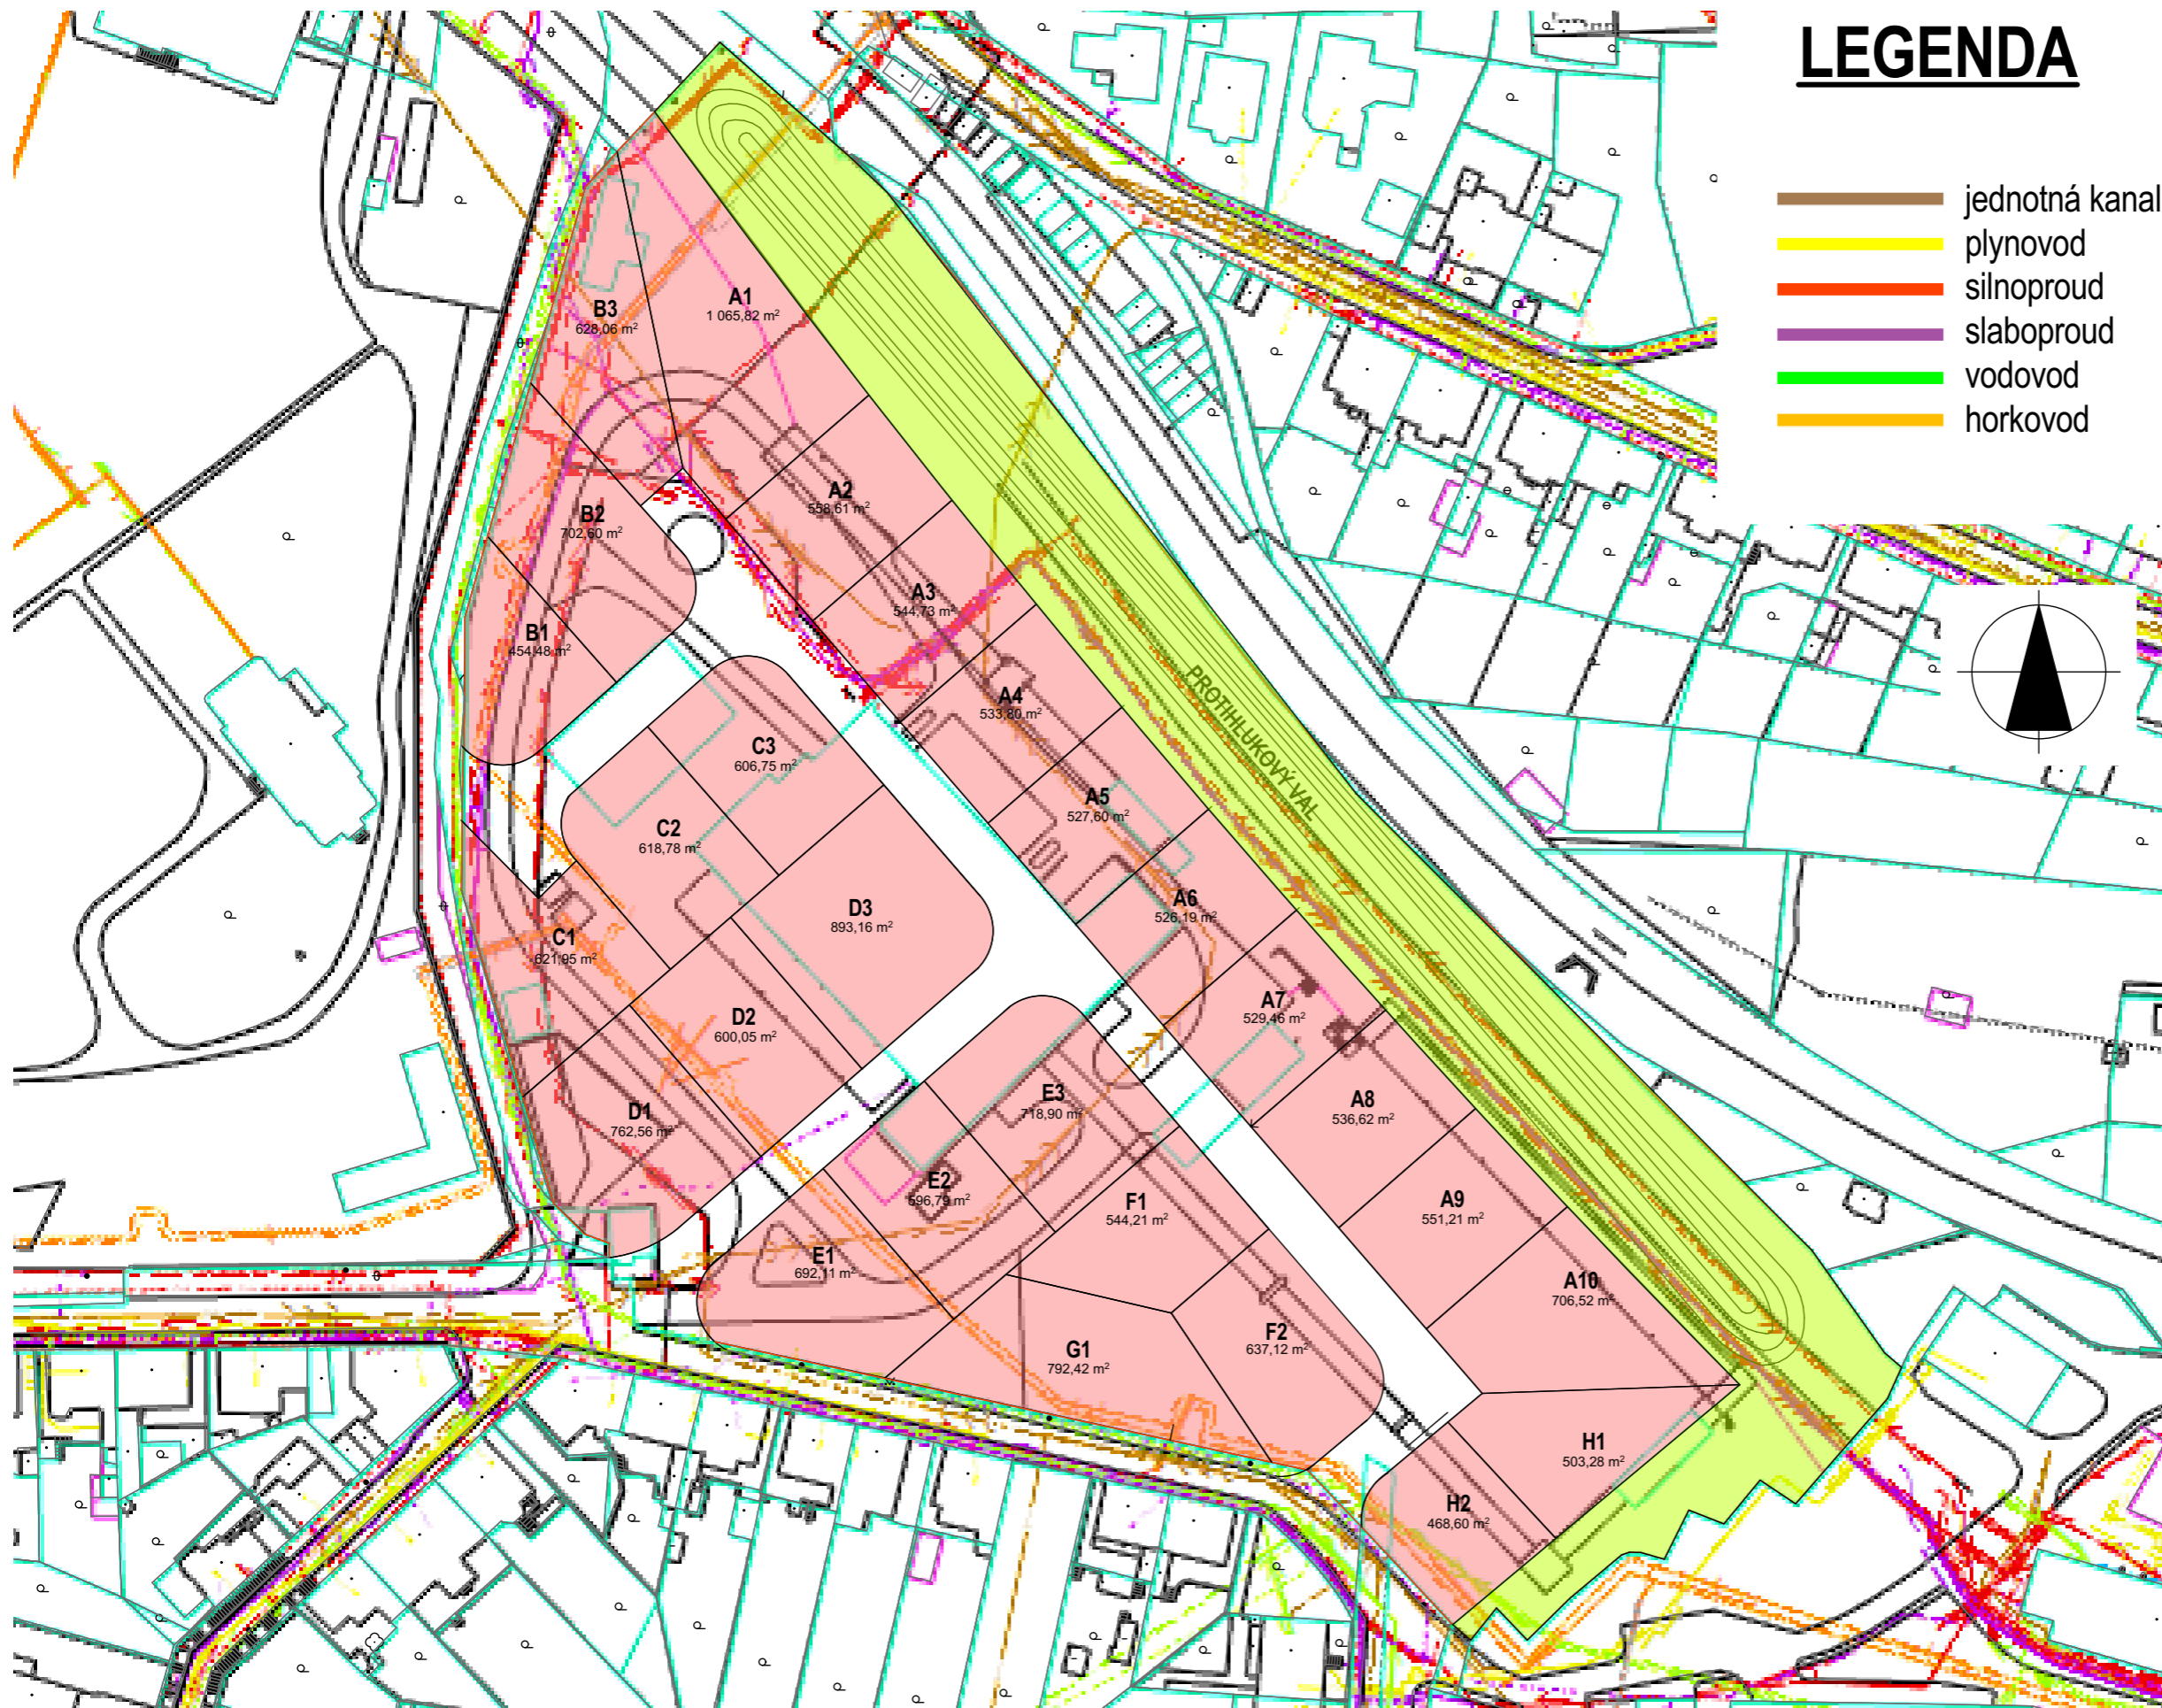 LEGENDA
jednotná kanal
plynovod
silnoproud
slaboproud
vodovod
horkovod
B3
628,06 m²
A1
1 065,82 m²
B2
702,60 m²
A2
558,61 m²
B1
454,48 m²
A3
544,73 m²
A4
533,80 m²
PROTIHLUKOVÝ VAL
C3
606,75 m²
C2
618,78 m²
A5
527,60 m²
D3
893,16 m²
A6
526,19 m²
C1
621,95 m²
D2
600,05 m²
A7
529,46 m²
D1
762,56 m²
E3
718,90 m²
A8
536,62 m²
E2
596,79 m²
F1
544,21 m²
A9
551,21 m²
E1
692,11 m²
A10
706,52 m²
G1
792,42 m²
F2
637,12 m²
H1
503,28 m²
H2
468,60 m²